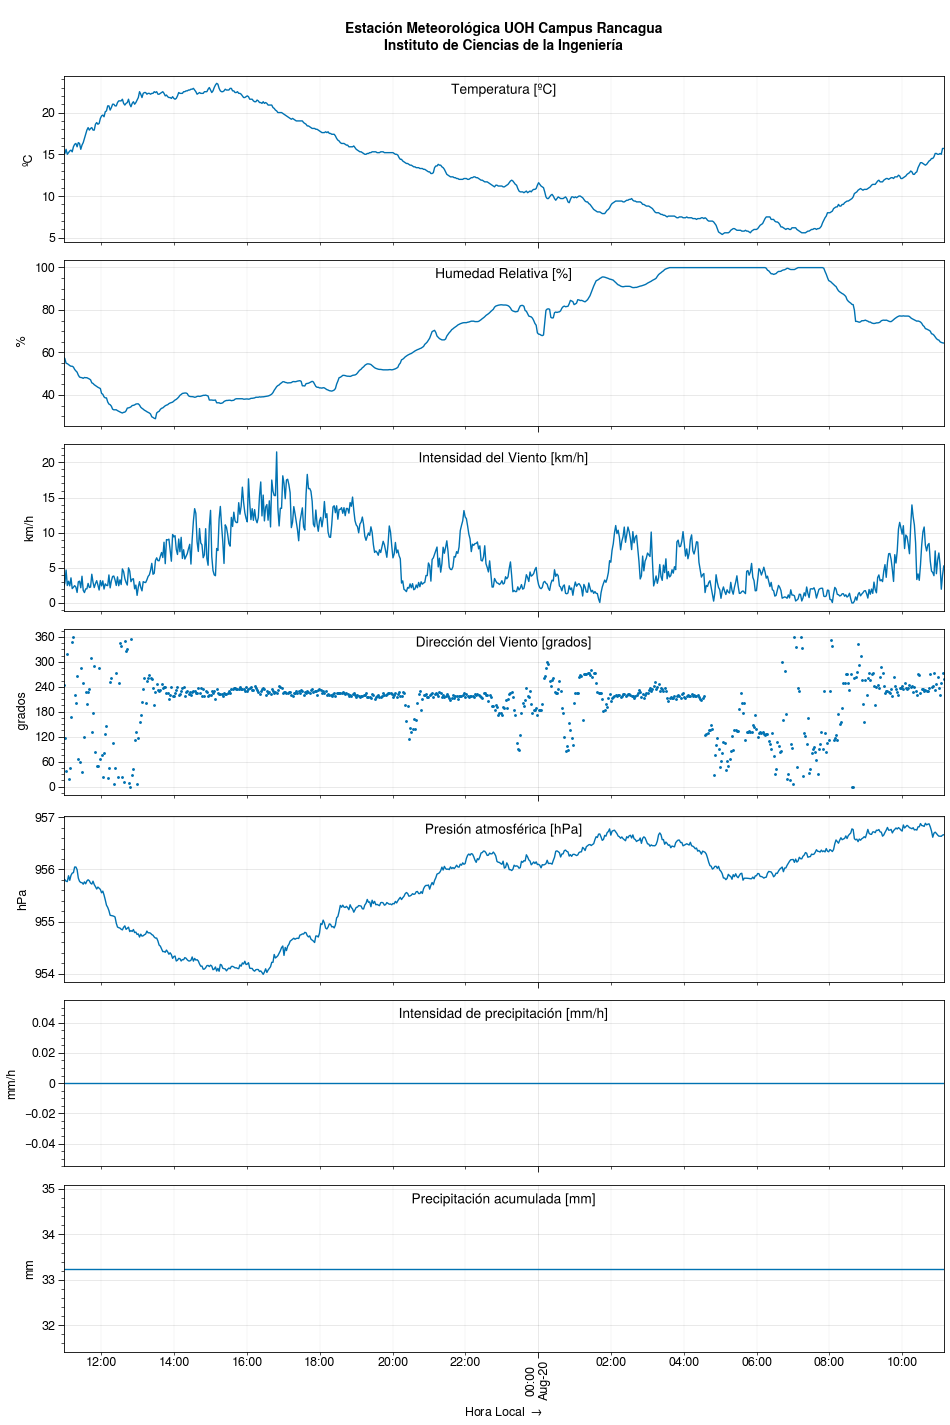 Estación Meteorológica UOH Campus Rancagua
Instituto de Ciencias de la Ingeniería
Temperatura [ºC]
ºC
20
15
10
5
Humedad Relativa [%]
%
100
80
60
40
Intensidad del Viento [km/h]
km/h
20
15
10
5
0
Dirección del Viento [grados]
grados
360
300
240
180
120
60
0
Presión atmosférica [hPa]
hPa
957
956
955
954
Intensidad de precipitación [mm/h]
mm/h
0.04
0.02
0
−0.02
−0.04
Precipitación acumulada [mm]
mm
35
34
33
32
12:00 14:00 16:00 18:00 20:00 22:00 00:00 02:00 04:00 06:00 08:00 10:00
Aug-20
Hora Local →